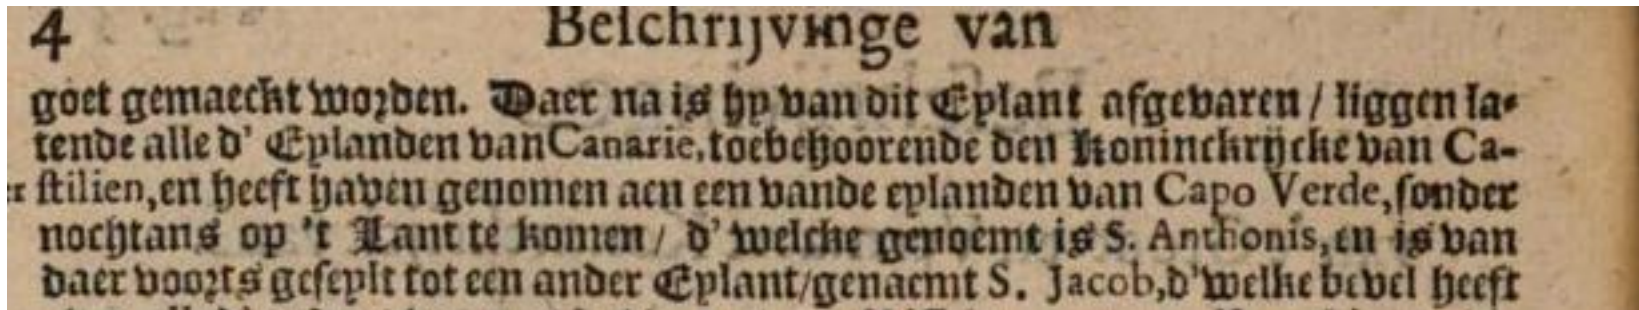 4 Beschrijvinge van
goet gemaeckt worden. Daer na is hy van dit Eylant afgevaren / liggen la-
tende alle d' Eylanden van Canarie, toebehoorende den Koninckrijcke van Ca-
stilien, en heeft haven genomen aen een vande eylanden van Capo Verde, sonder
nochtans op 't Lant te komen / d' welcke genoemt is S. Anthonis, en is van
daer voorts geseylt tot een ander Eylant / genaemt S. Jacob, d'welke bevel heeft